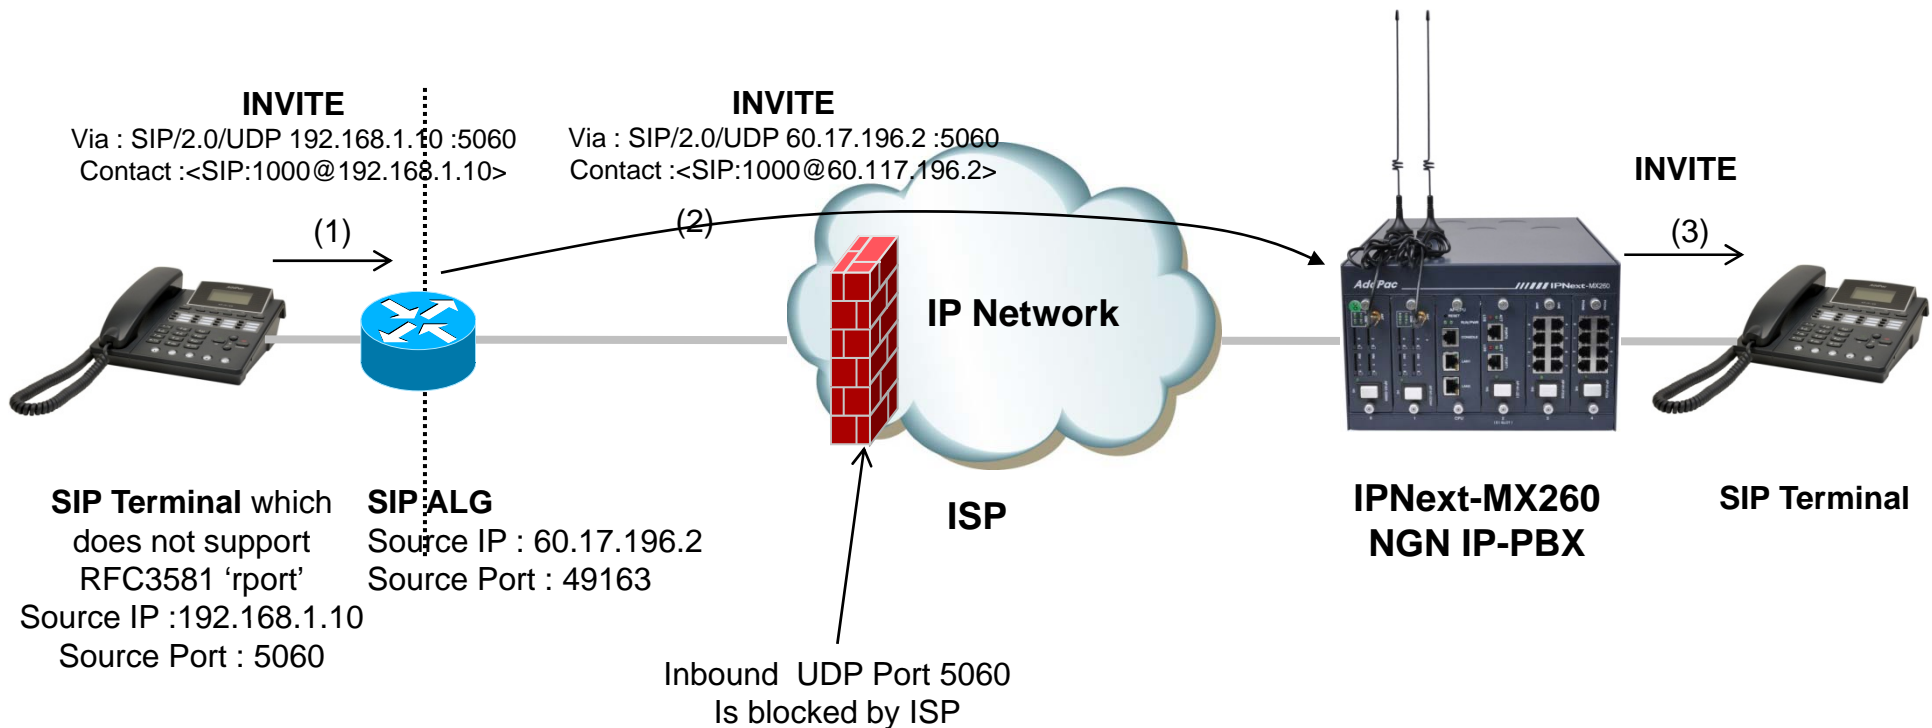 INVITE
Via : SIP/2.0/UDP 192.168.1.10 :5060
Contact :<SIP:1000@192.168.1.10>
INVITE
Via : SIP/2.0/UDP 60.17.196.2 :5060
Contact :<SIP:1000@60.117.196.2>
INVITE
(1)
(2)
(3)
IP Network
AddPac
IPNext-MX260
SIP Terminal which
does not support
RFC3581 ‘rport’
Source IP :192.168.1.10
Source Port : 5060
SIP ALG
Source IP : 60.17.196.2
Source Port : 49163
ISP
Inbound UDP Port 5060
Is blocked by ISP
IPNext-MX260
NGN IP-PBX
SIP Terminal